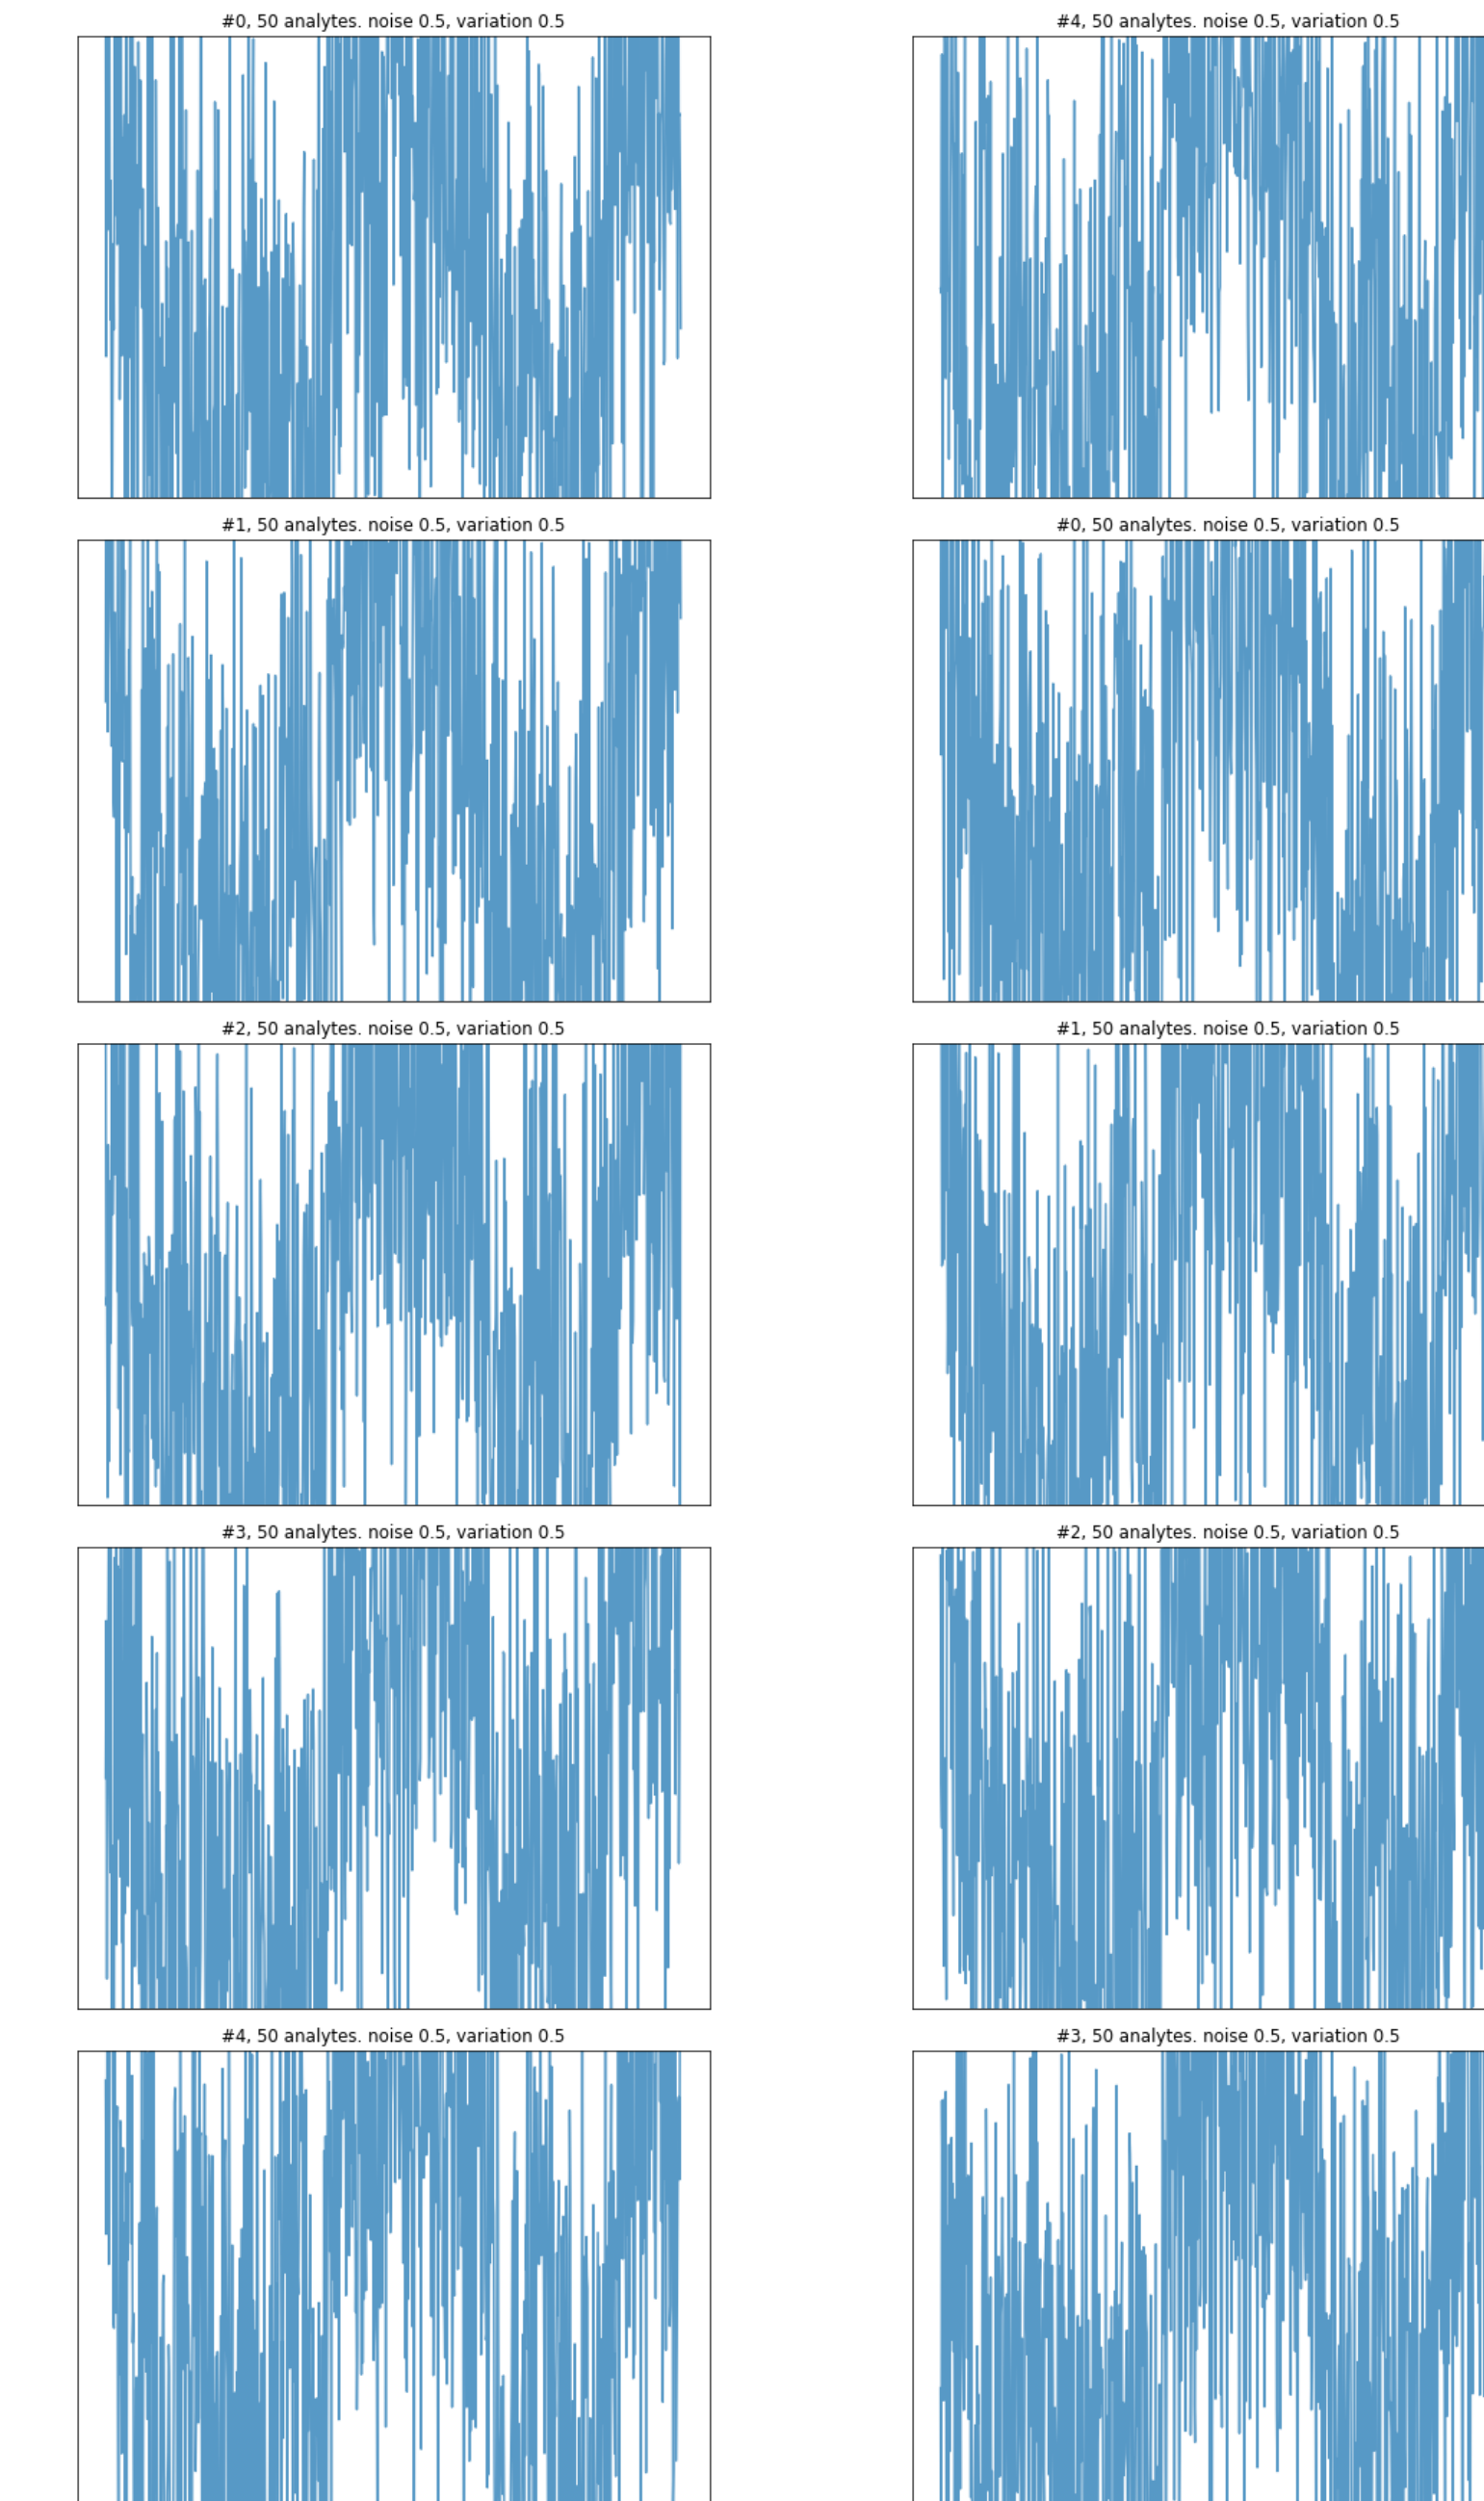 #0, 50 analytes. noise 0.5, variation 0.5
#4, 50 analytes. noise 0.5, variation 0.5
#1, 50 analytes. noise 0.5, variation 0.5
#0, 50 analytes. noise 0.5, variation 0.5
#2, 50 analytes. noise 0.5, variation 0.5
#1, 50 analytes. noise 0.5, variation 0.5
#3, 50 analytes. noise 0.5, variation 0.5
#2, 50 analytes. noise 0.5, variation 0.5
#4, 50 analytes. noise 0.5, variation 0.5
#3, 50 analytes. noise 0.5, variation 0.5